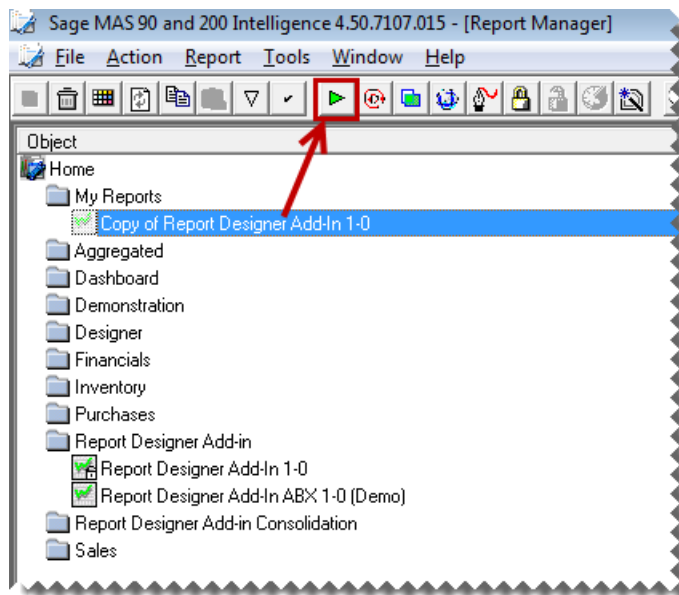 Sage MAS 90 and 200 Intelligence 4.50.7107.015 - [Report Manager]
File Action Report Tools Window Help
Object
Home
My Reports
Copy of Report Designer Add-In 1-0
Aggregated
Dashboard
Demonstration
Designer
Financials
Inventory
Purchases
Report Designer Add-in
Report Designer Add-In 1-0
Report Designer Add-In ABX 1-0 (Demo)
Report Designer Add-in Consolidation
Sales